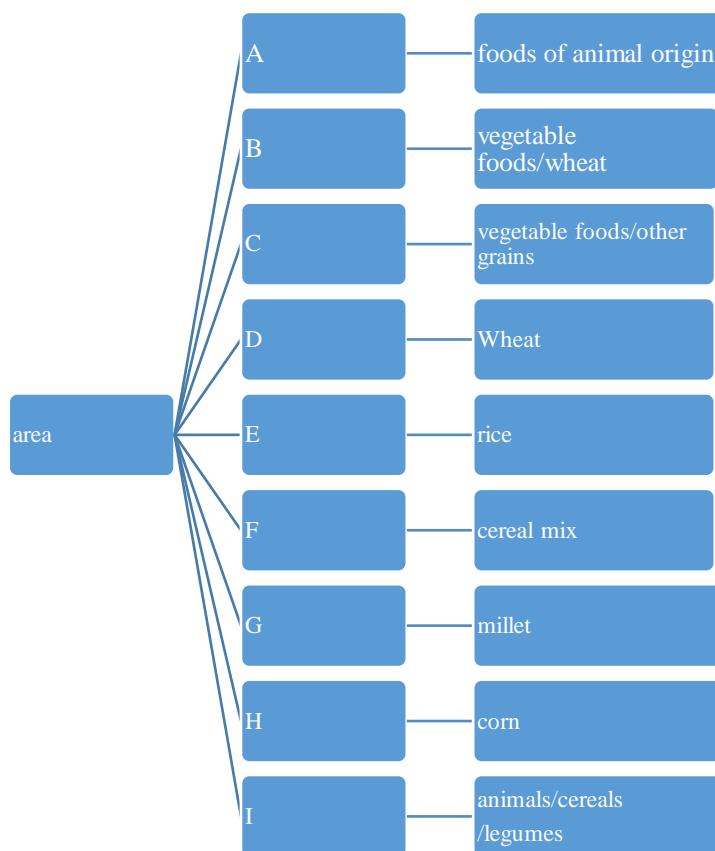 A
foods of animal origin
B
vegetable
foods/wheat
C
vegetable foods/other
grains
D
Wheat
area
E
rice
F
cereal mix
G
millet
H
corn
I
animals/cereals
/legumes